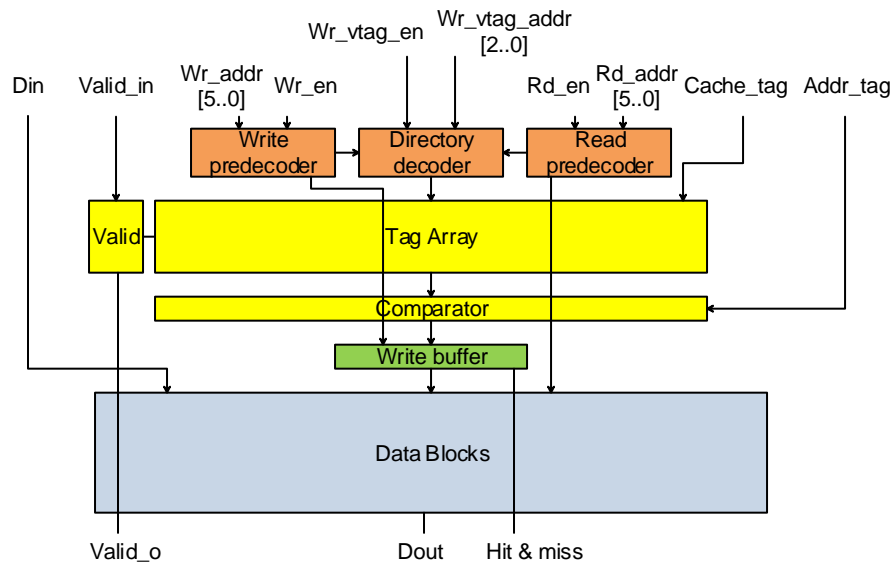 Wr_vtag_en
Wr_vtag_addr
[2..0]
Din
Valid_in
Wr_addr
[5..0]
Wr_en
Rd_en
Rd_addr
[5..0]
Cache_tag
Addr_tag
Write
predecoder
Directory
decoder
Read
predecoder
Valid
Tag Array
Comparator
Write buffer
Data Blocks
Valid_o
Dout
Hit & miss